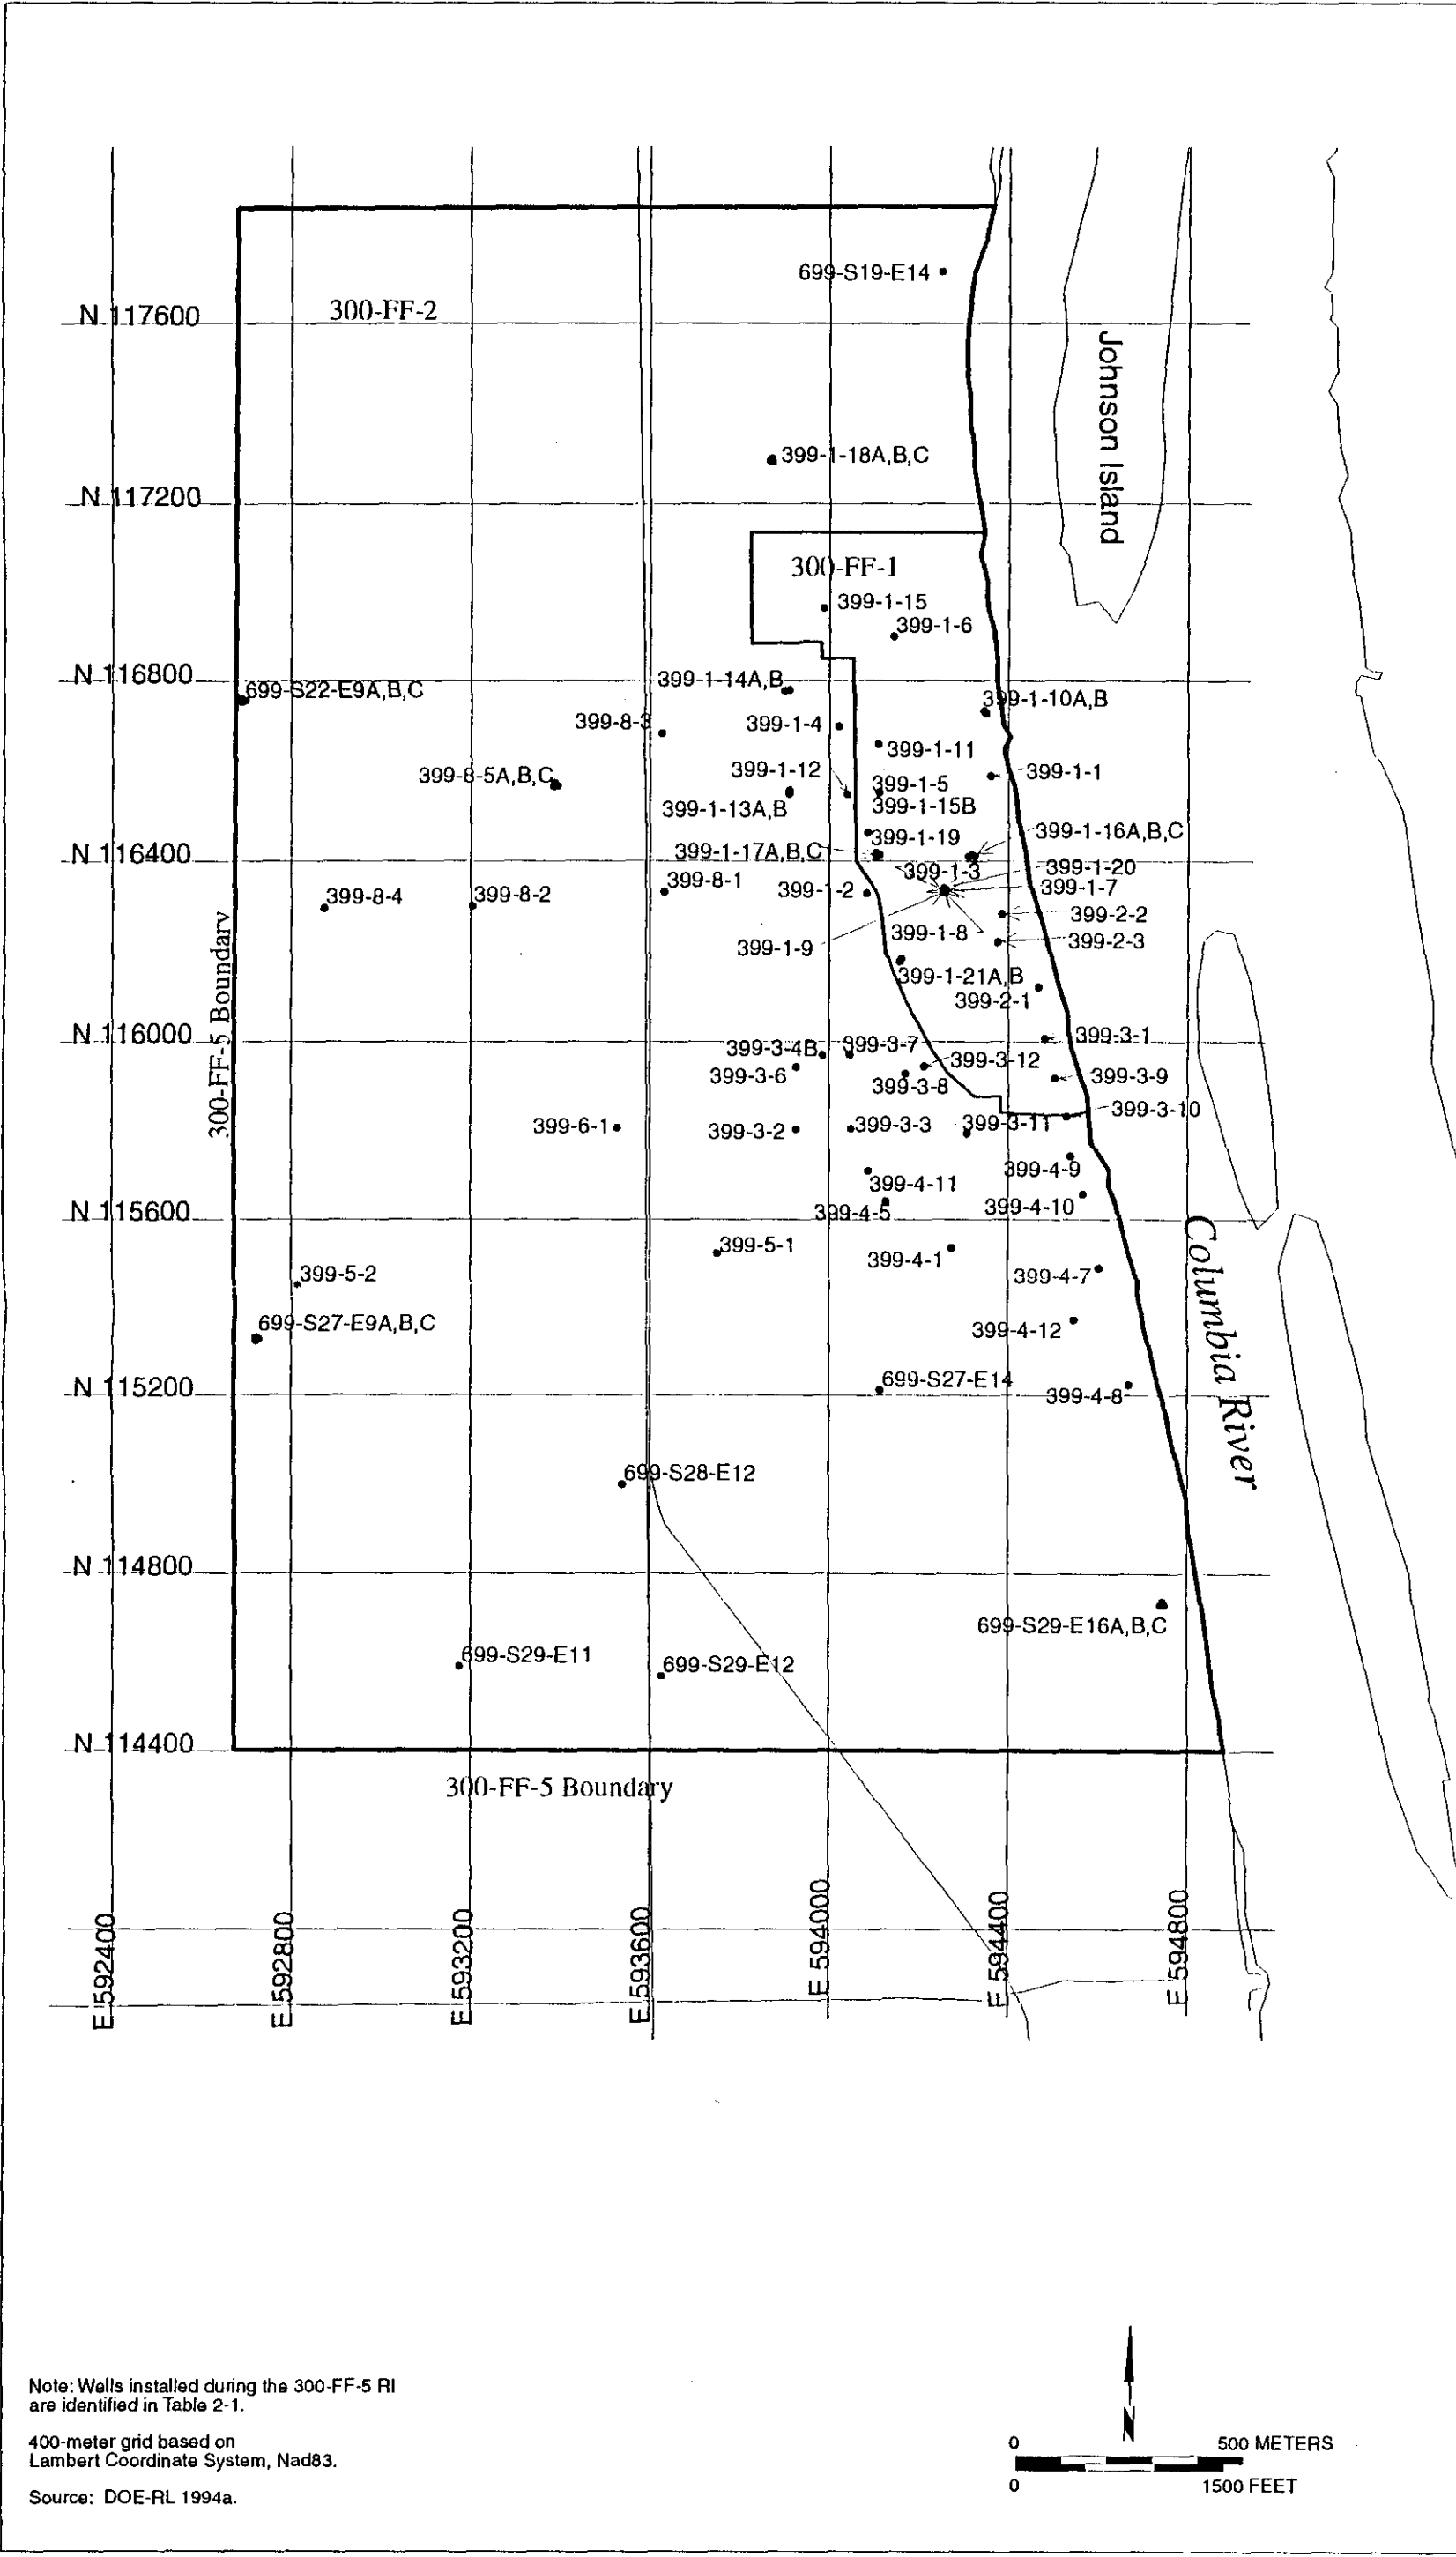 699-S19-E14
N 117600
300-FF-2
Johnson Island
399-1-18A,B,C
N 117200
300-FF-1
399-1-15
399-1-6
N 116800
399-1-14A,B
699-S22-E9A,B,C
399-1-10A,B
399-8-3
399-1-4
399-1-11
399-1-12
399-1-1
399-8-5A,B,C
399-1-5
399-1-13A,B
399-1-15B
399-1-19
399-1-16A,B,C
N 116400
399-1-17A,B,C
399-1-3
399-1-20
399-8-4
399-8-2
399-8-1
399-1-2
399-1-7
399-2-2
399-1-8
399-2-3
399-1-9
399-1-21A,B
399-2-1
300-FF-5 Boundary
N 116000
399-3-4B
399-3-7
399-3-1
399-3-12
399-3-6
399-3-8
399-3-9
399-3-10
399-6-1
399-3-2
399-3-3
399-3-11
399-4-9
399-4-11
399-4-10
N 115600
399-4-5
Columbia River
399-5-1
399-4-1
399-5-2
399-4-7
699-S27-E9A,B,C
399-4-12
N 115200
699-S27-E14
399-4-8
699-S28-E12
N 114800
699-S29-E16A,B,C
699-S29-E11
699-S29-E12
N 114400
300-FF-5 Boundary
E 592400
E 592800
E 593200
E 593600
E 594000
E 594400
E 594800
Note: Wells installed during the 300-FF-5 RI
are identified in Table 2-1.
400-meter grid based on
Lambert Coordinate System, Nad83.
Source: DOE-RL 1994a.
N
0 500 METERS
0 1500 FEET